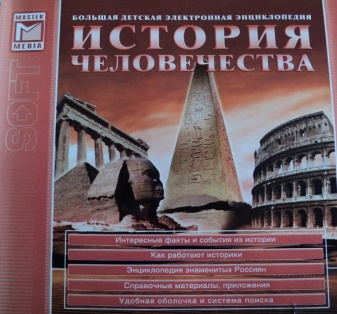 MASTER
MEDIA
SOFT
БОЛЬШАЯ ДЕТСКАЯ ЭЛЕКТРОННАЯ ЭНЦИКЛОПЕДИЯ
ИСТОРИЯ
ЧЕЛОВЕЧЕСТВА
Интересные факты и события из истории
Как работают историки
Энциклопедия знаменитых Россиян
Справочные материалы, приложения
Удобная оболочка и система поиска